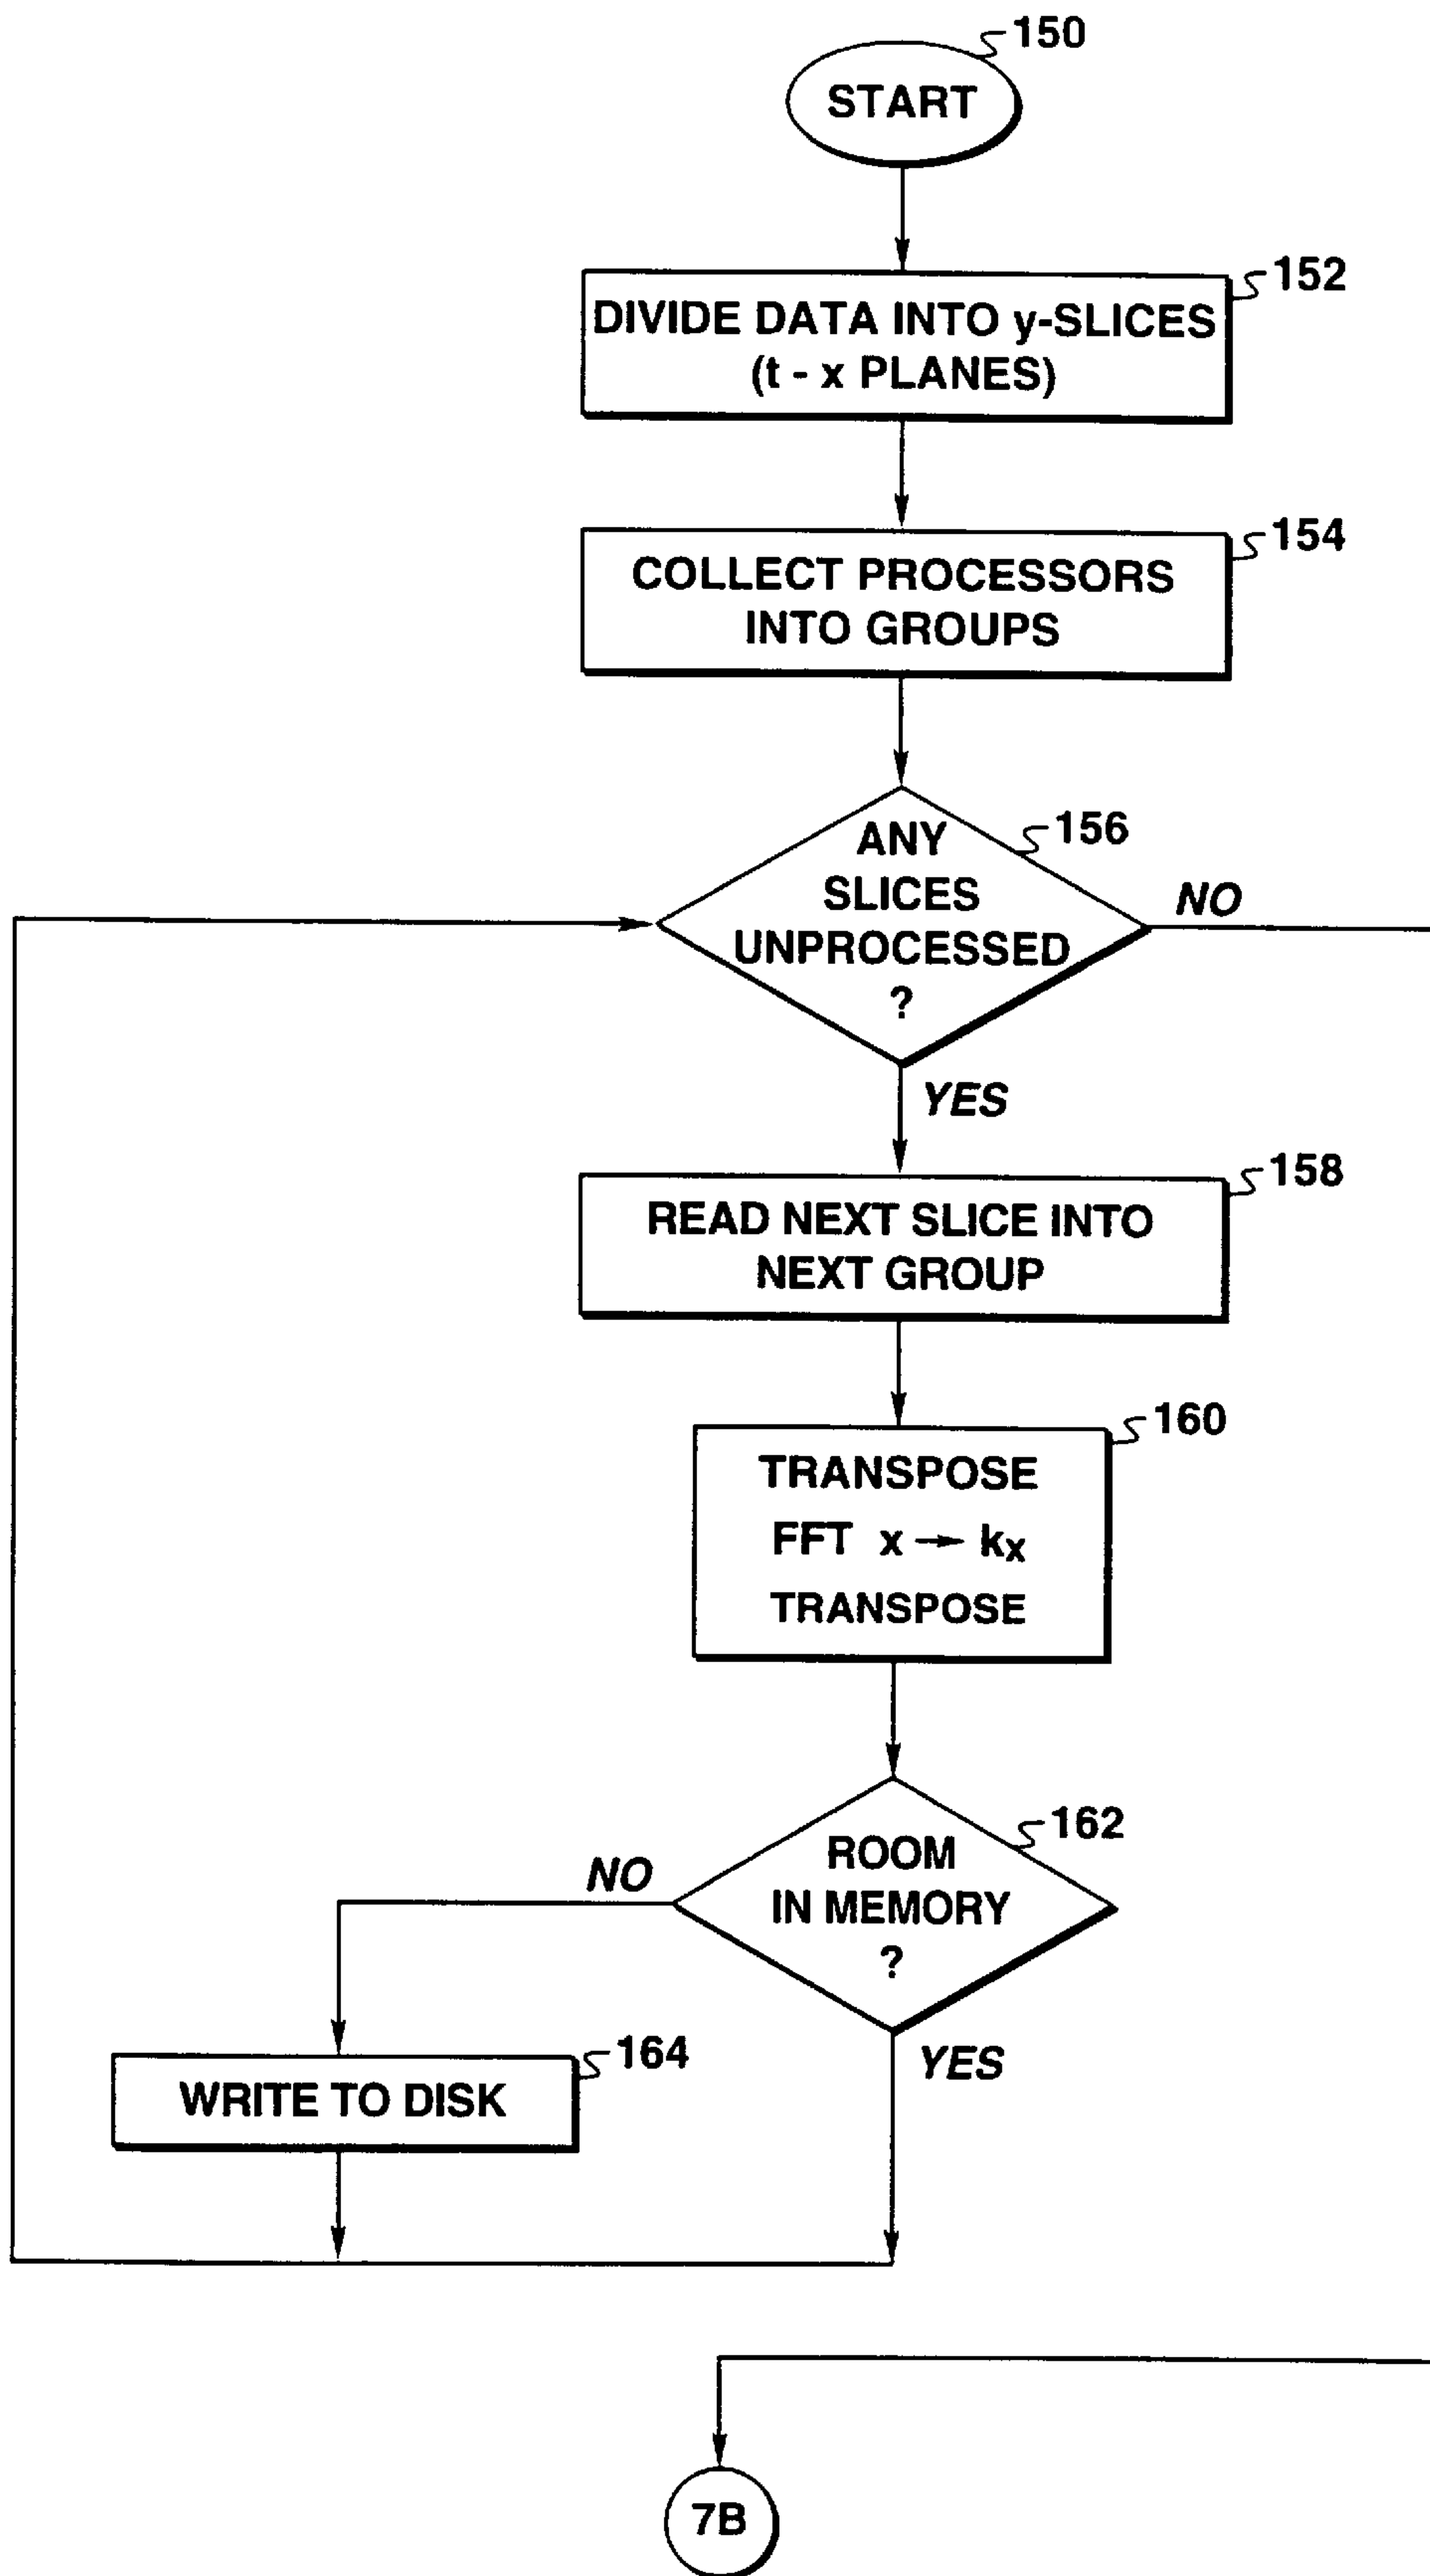 150
START
152
DIVIDE DATA INTO y-SLICES
(t - x PLANES)
154
COLLECT PROCESSORS
INTO GROUPS
156
ANY
SLICES
UNPROCESSED
?
NO
YES
158
READ NEXT SLICE INTO
NEXT GROUP
160
TRANSPOSE
FFT x → kx
TRANSPOSE
162
ROOM
IN MEMORY
?
NO
YES
164
WRITE TO DISK
7B